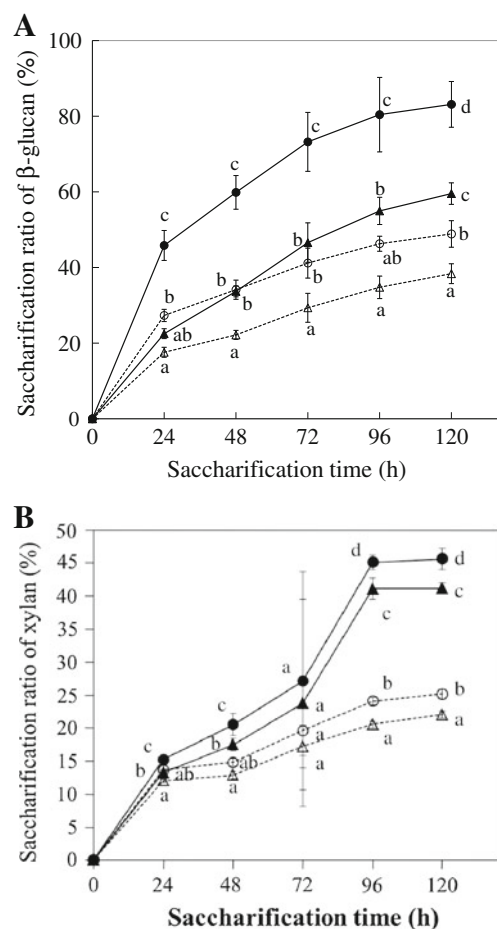 A
Saccharification ratio of β-glucan (%)
100
80
60
40
20
0
c
c
c
c
d
b
b
b
ab
b
ab
b
b
c
a
a
a
a
a
0 24 48 72 96 120
Saccharification time (h)
B
Saccharification ratio of xylan (%)
50
45
40
35
30
25
20
15
10
5
0
c
c
a
d
d
b
b
a
c
c
ab
ab
a
b
b
a
a
a
a
a
0 24 48 72 96 120
Saccharification time (h)